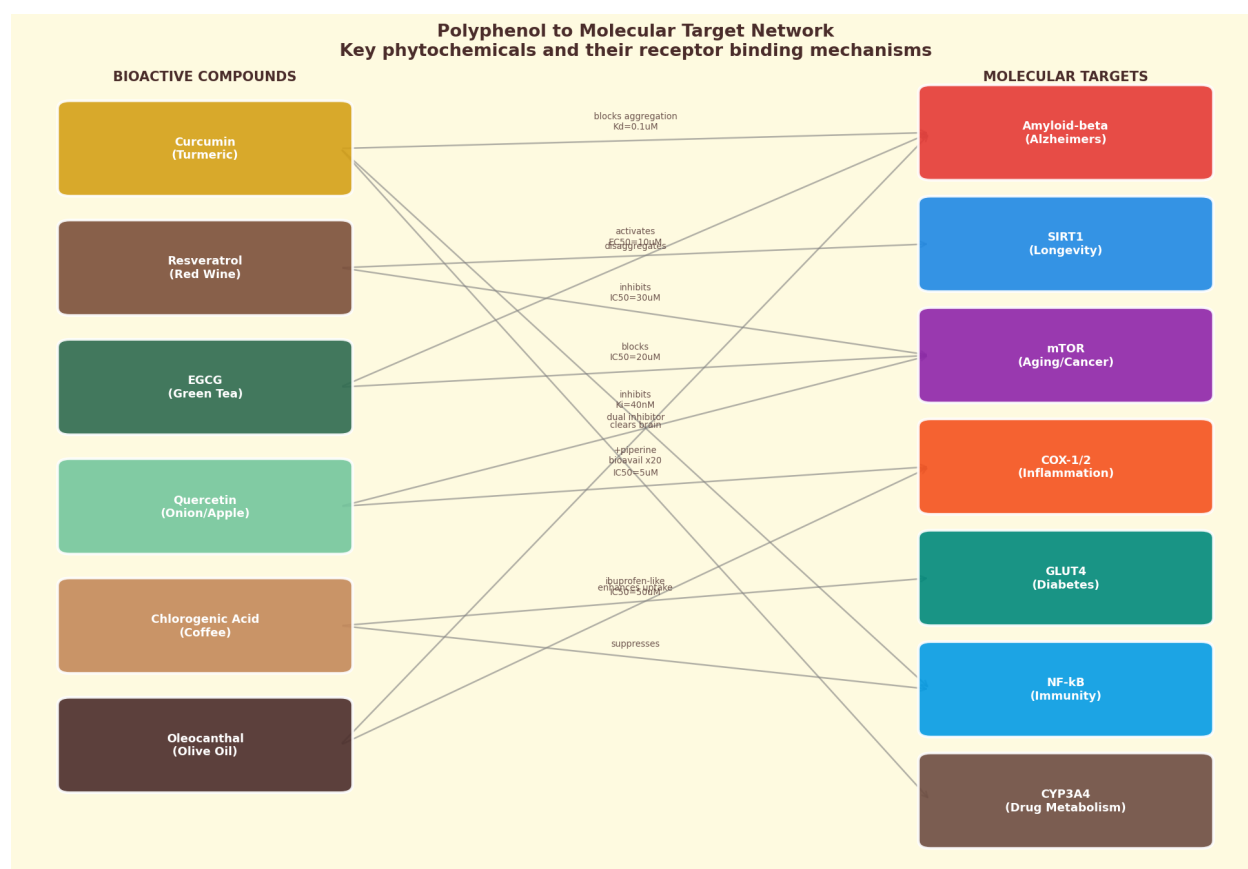 Polyphenol to Molecular Target Network
Key phytochemicals and their receptor binding mechanisms
BIOACTIVE COMPOUNDS
MOLECULAR TARGETS
Curcumin
(Turmeric)
Resveratrol
(Red Wine)
EGCG
(Green Tea)
Quercetin
(Onion/Apple)
Chlorogenic Acid
(Coffee)
Oleocanthal
(Olive Oil)
blocks aggregation
Kd=0.1uM
activates
EC50=10uM
disaggregates
inhibits
IC50=30uM
blocks
IC50=20uM
inhibits
Ki=40nM
dual inhibitor
clears brain
+piperine
bioavail x20
IC50=5uM
ibuprofen-like
IC50=50uM
enhances uptake
suppresses
Amyloid-beta
(Alzheimers)
SIRT1
(Longevity)
mTOR
(Aging/Cancer)
COX-1/2
(Inflammation)
GLUT4
(Diabetes)
NF-kB
(Immunity)
CYP3A4
(Drug Metabolism)